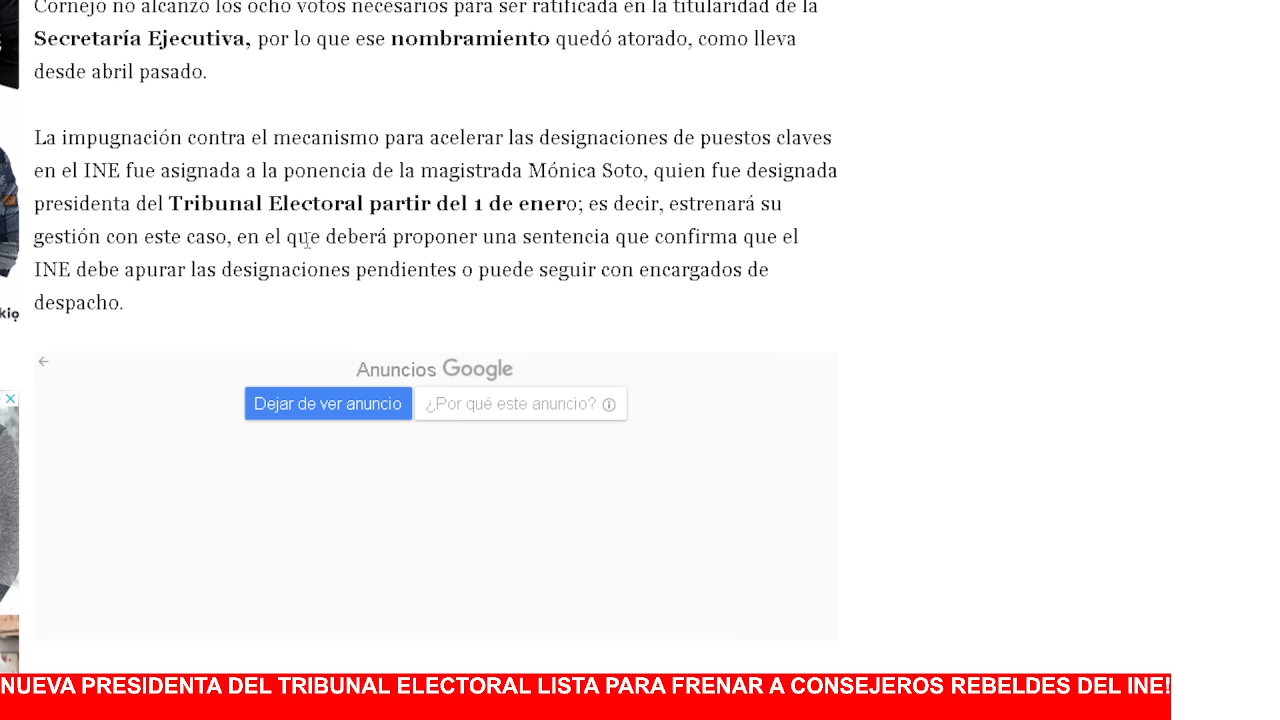 Cornejo no alcanzó los ocho votos necesarios para ser ratificada en la titularidad de la
Secretaría Ejecutiva, por lo que ese nombramiento quedó atorado, como lleva
desde abril pasado.
La impugnación contra el mecanismo para acelerar las designaciones de puestos claves
en el INE fue asignada a la ponencia de la magistrada Mónica Soto, quien fue designada
presidenta del Tribunal Electoral partir del 1 de enero; es decir, estrenará su
gestión con este caso, en el que deberá proponer una sentencia que confirma que el
INE debe apurar las designaciones pendientes o puede seguir con encargados de
despacho.
Anuncios Google
Dejar de ver anuncio
¿Por qué este anuncio?
NUEVA PRESIDENTA DEL TRIBUNAL ELECTORAL LISTA PARA FRENAR A CONSEJEROS REBELDES DEL INE!